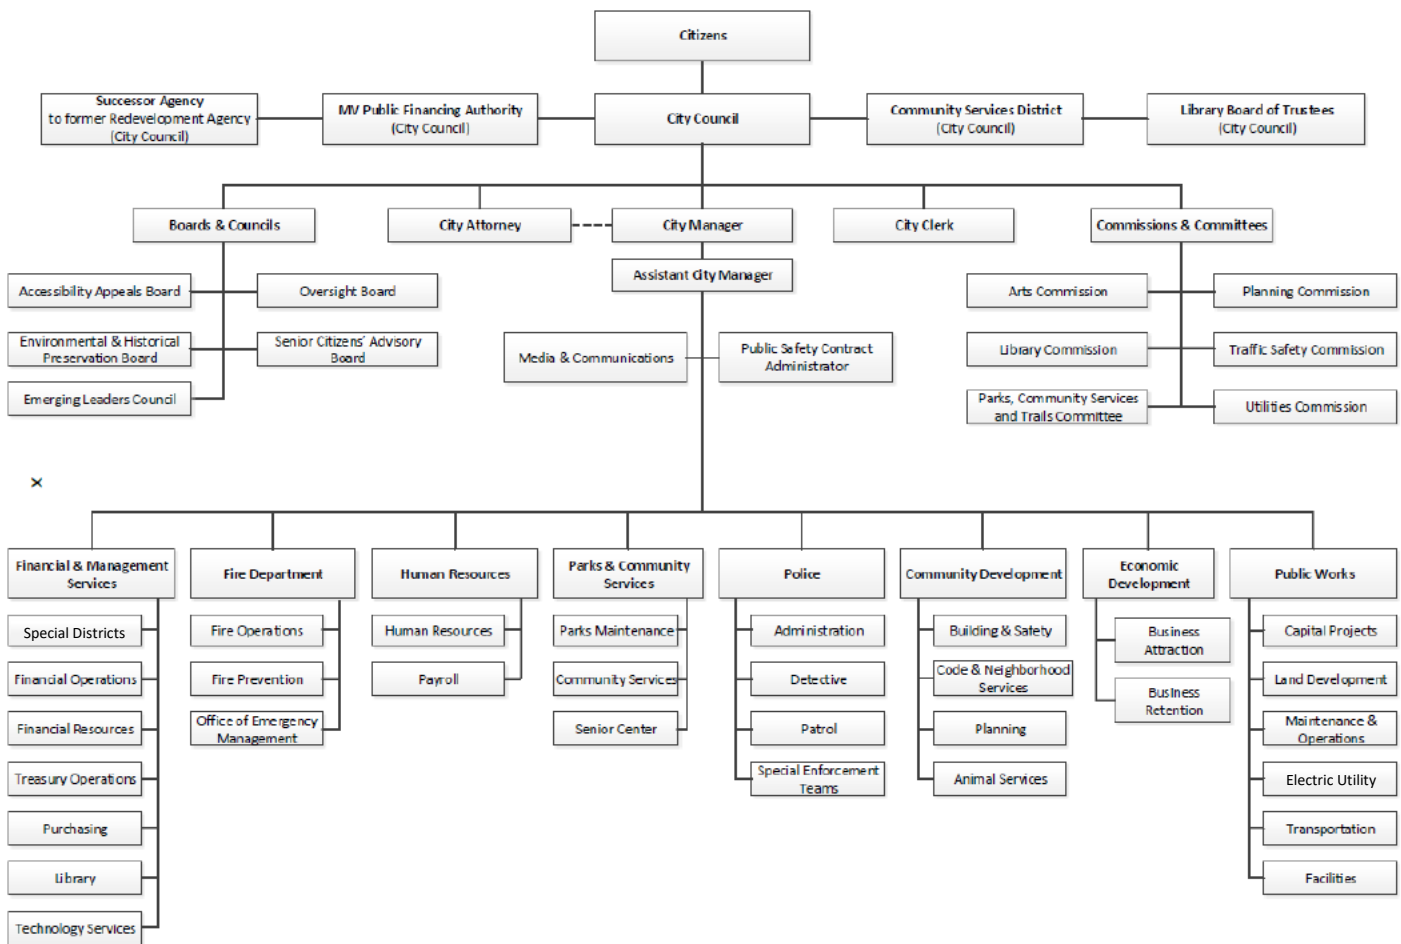 Citizens
Successor Agency
to former Redevelopment Agency
(City Council)
MV Public Financing Authority
(City Council)
City Council
Community Services District
(City Council)
Library Board of Trustees
(City Council)
Boards & Councils
City Attorney
City Manager
City Clerk
Commissions & Committees
Assistant City Manager
Accessibility Appeals Board
Oversight Board
Environmental & Historical
Preservation Board
Senior Citizens' Advisory
Board
Emerging Leaders Council
Media & Communications
Public Safety Contract
Administrator
Arts Commission
Planning Commission
Library Commission
Traffic Safety Commission
Parks, Community Services
and Trails Committee
Utilities Commission
x
Financial & Management
Services
Special Districts
Financial Operations
Financial Resources
Treasury Operations
Purchasing
Library
Technology Services
Fire Department
Fire Operations
Fire Prevention
Office of Emergency
Management
Human Resources
Human Resources
Payroll
Parks & Community
Services
Parks Maintenance
Community Services
Senior Center
Police
Administration
Detective
Patrol
Special Enforcement
Teams
Community Development
Building & Safety
Code & Neighborhood
Services
Planning
Animal Services
Economic
Development
Business
Attraction
Business
Retention
Public Works
Capital Projects
Land Development
Maintenance &
Operations
Electric Utility
Transportation
Facilities